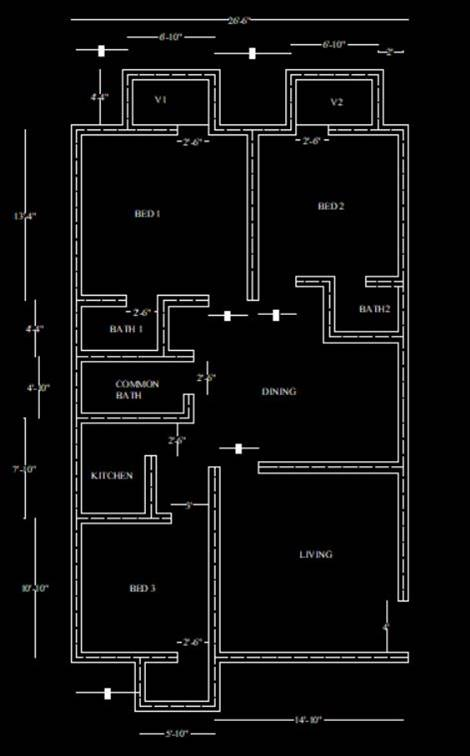 26'-6"
6'-10"
6'-10"
2'
4'-4"
V1
V2
2'-6"
2'-6"
13'-4"
BED 1
BED 2
2'-6"
BATH 1
BATH2
4'-4"
2'-6"
4'-10"
COMMON
BATH
DINING
2'-6"
7'-10"
KITCHEN
3'
LIVING
10'-10"
BED 3
4'
2'-6"
14'-10"
5'-10"